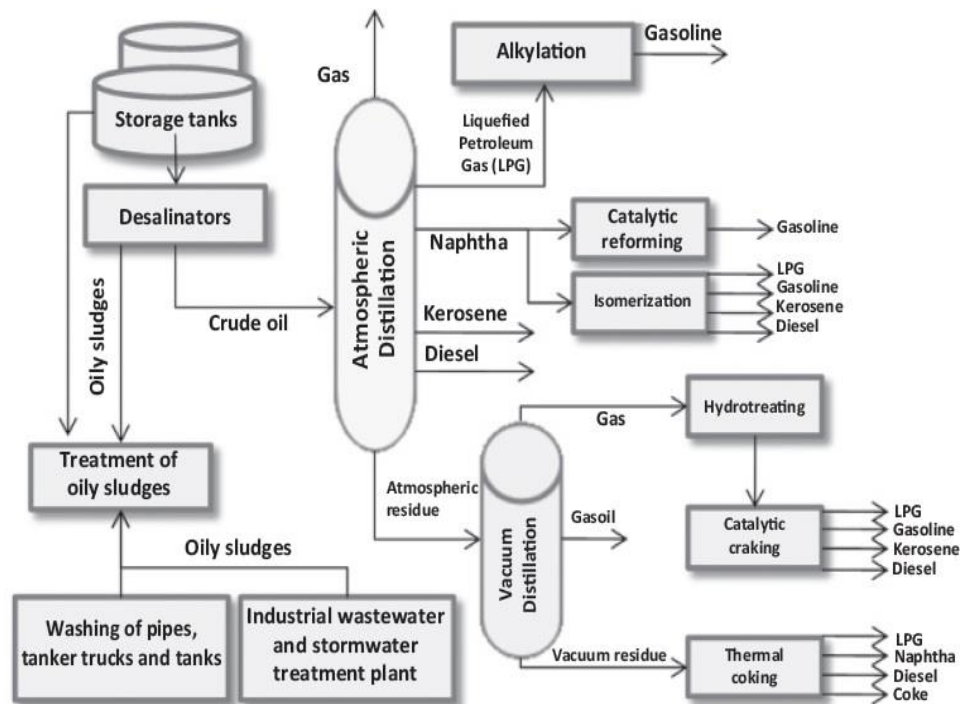 Gas
Alkylation
Gasoline
Storage tanks
Liquefied
Petroleum
Gas (LPG)
Desalinators
Naphtha
Catalytic
reforming
Gasoline
Isomerization
LPG
Gasoline
Kerosene
Diesel
Crude oil
Oily sludges
Atmospheric
Distillation
Kerosene
Diesel
Treatment of
oily sludges
Gas
Hydrotreating
Atmospheric
residue
Gasoil
Vacuum
Distillation
Catalytic
craking
LPG
Gasoline
Kerosene
Diesel
Oily sludges
Washing of pipes,
tanker trucks and tanks
Industrial wastewater
and stormwater
treatment plant
Vacuum residue
Thermal
coking
LPG
Naphtha
Diesel
Coke